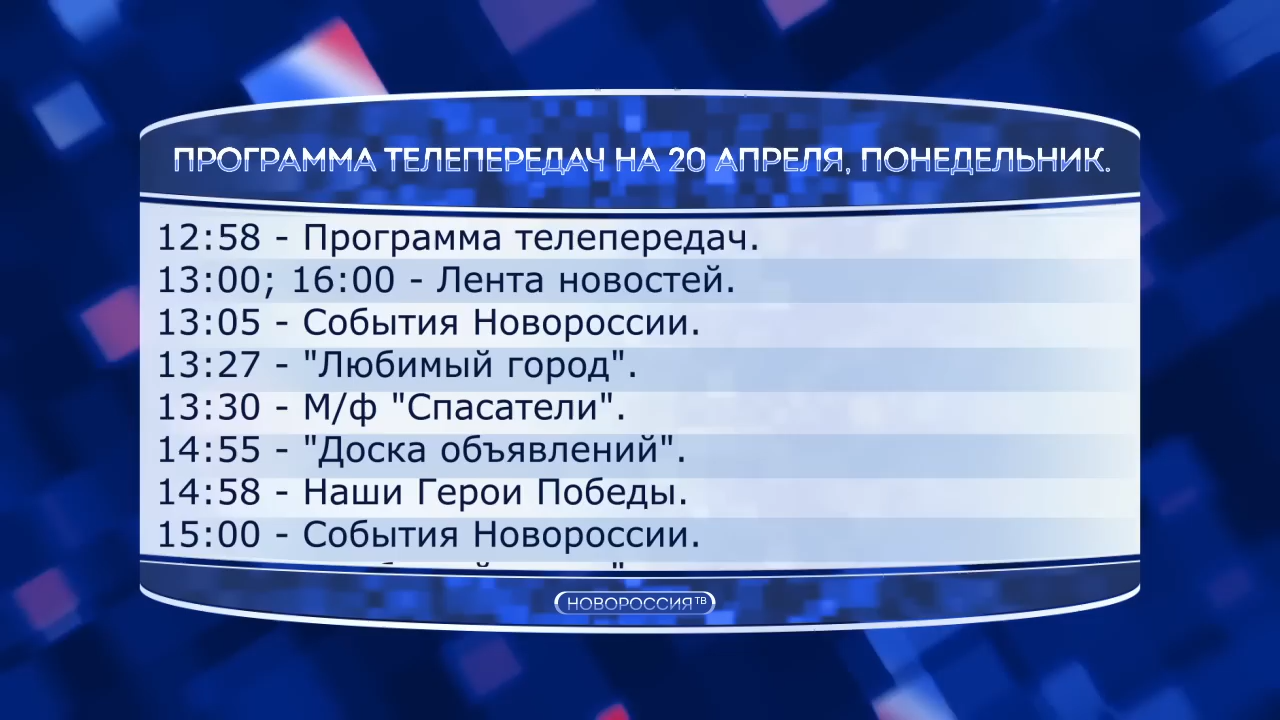 ПРОГРАММА ТЕЛЕПЕРЕДАЧ НА 20 АПРЕЛЯ, ПОНЕДЕЛЬНИК.
12:58 - Программа телепередач.
13:00; 16:00 - Лента новостей.
13:05 - События Новороссии.
13:27 - "Любимый город".
13:30 - М/ф "Спасатели".
14:55 - "Доска объявлений".
14:58 - Наши Герои Победы.
15:00 - События Новороссии.
НОВОРОССИЯ ТВ